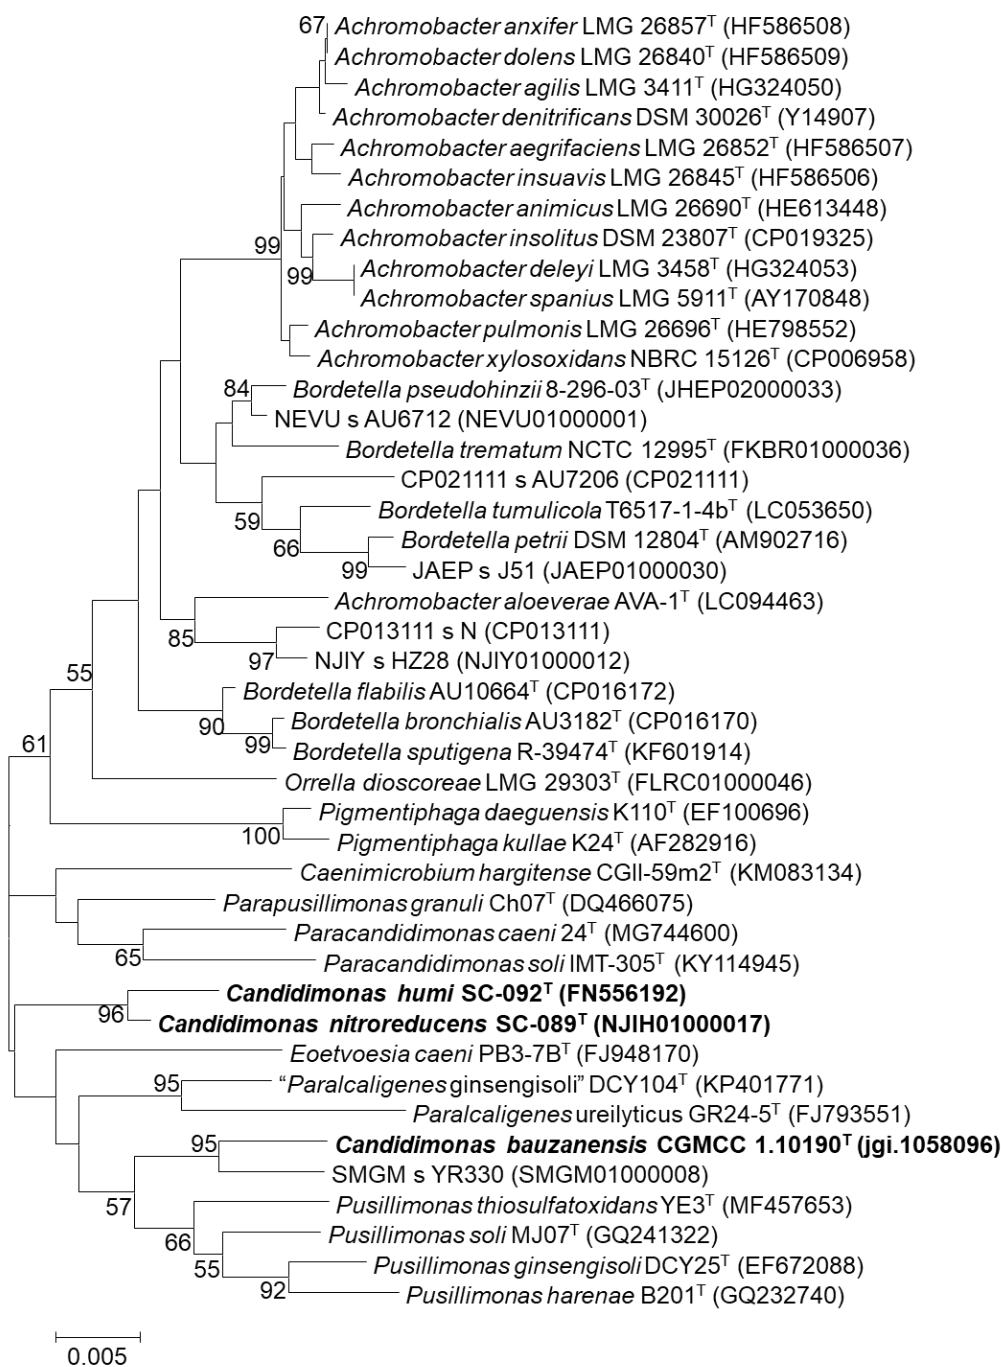 67 Achromobacter anxifer LMG 26857ᵀ (HF586508)
Achromobacter dolens LMG 26840ᵀ (HF586509)
Achromobacter agilis LMG 3411ᵀ (HG324050)
Achromobacter denitrificans DSM 30026ᵀ (Y14907)
Achromobacter aegrifaciens LMG 26852ᵀ (HF586507)
Achromobacter insuavis LMG 26845ᵀ (HF586506)
Achromobacter animicus LMG 26690ᵀ (HE613448)
99 Achromobacter insolitus DSM 23807ᵀ (CP019325)
99 Achromobacter deleyi LMG 3458ᵀ (HG324053)
Achromobacter spanius LMG 5911ᵀ (AY170848)
Achromobacter pulmonis LMG 26696ᵀ (HE798552)
Achromobacter xylosoxidans NBRC 15126ᵀ (CP006958)
84 Bordetella pseudohinzii 8-296-03ᵀ (JHEP02000033)
NEVU s AU6712 (NEVU01000001)
Bordetella trematum NCTC 12995ᵀ (FKBR01000036)
CP021111 s AU7206 (CP021111)
59 Bordetella tumulicola T6517-1-4bᵀ (LC053650)
66 Bordetella petrii DSM 12804ᵀ (AM902716)
99 JAEP s J51 (JAEP01000030)
Achromobacter aloeverae AVA-1ᵀ (LC094463)
85 CP013111 s N (CP013111)
97 NJIY s HZ28 (NJIY01000012)
55 Bordetella flabilis AU10664ᵀ (CP016172)
90 Bordetella bronchialis AU3182ᵀ (CP016170)
61 99 Bordetella sputigena R-39474ᵀ (KF601914)
Orrella dioscoreae LMG 29303ᵀ (FLRC01000046)
Pigmentiphaga daeguensis K110ᵀ (EF100696)
100 Pigmentiphaga kullae K24ᵀ (AF282916)
Caenimicrobium hargitense CGII-59m2ᵀ (KM083134)
Parapusillimonas granuli Ch07ᵀ (DQ466075)
Paracandidimonas caeni 24ᵀ (MG744600)
65 Paracandidimonas soli IMT-305ᵀ (KY114945)
Candidimonas humi SC-092ᵀ (FN556192)
96 Candidimonas nitroreducens SC-089ᵀ (NJIH01000017)
Eoetvoesia caeni PB3-7Bᵀ (FJ948170)
95 “Paralcaligenes ginsengisoli” DCY104ᵀ (KP401771)
Paralcaligenes ureilyticus GR24-5ᵀ (FJ793551)
95 Candidimonas bauzanensis CGMCC 1.10190ᵀ (jgi.1058096)
SMGM s YR330 (SMGM01000008)
57 Pusillimonas thiosulfatoxidans YE3ᵀ (MF457653)
66 Pusillimonas soli MJ07ᵀ (GQ241322)
55 Pusillimonas ginsengisoli DCY25ᵀ (EF672088)
92 Pusillimonas harenae B201ᵀ (GQ232740)
0.005